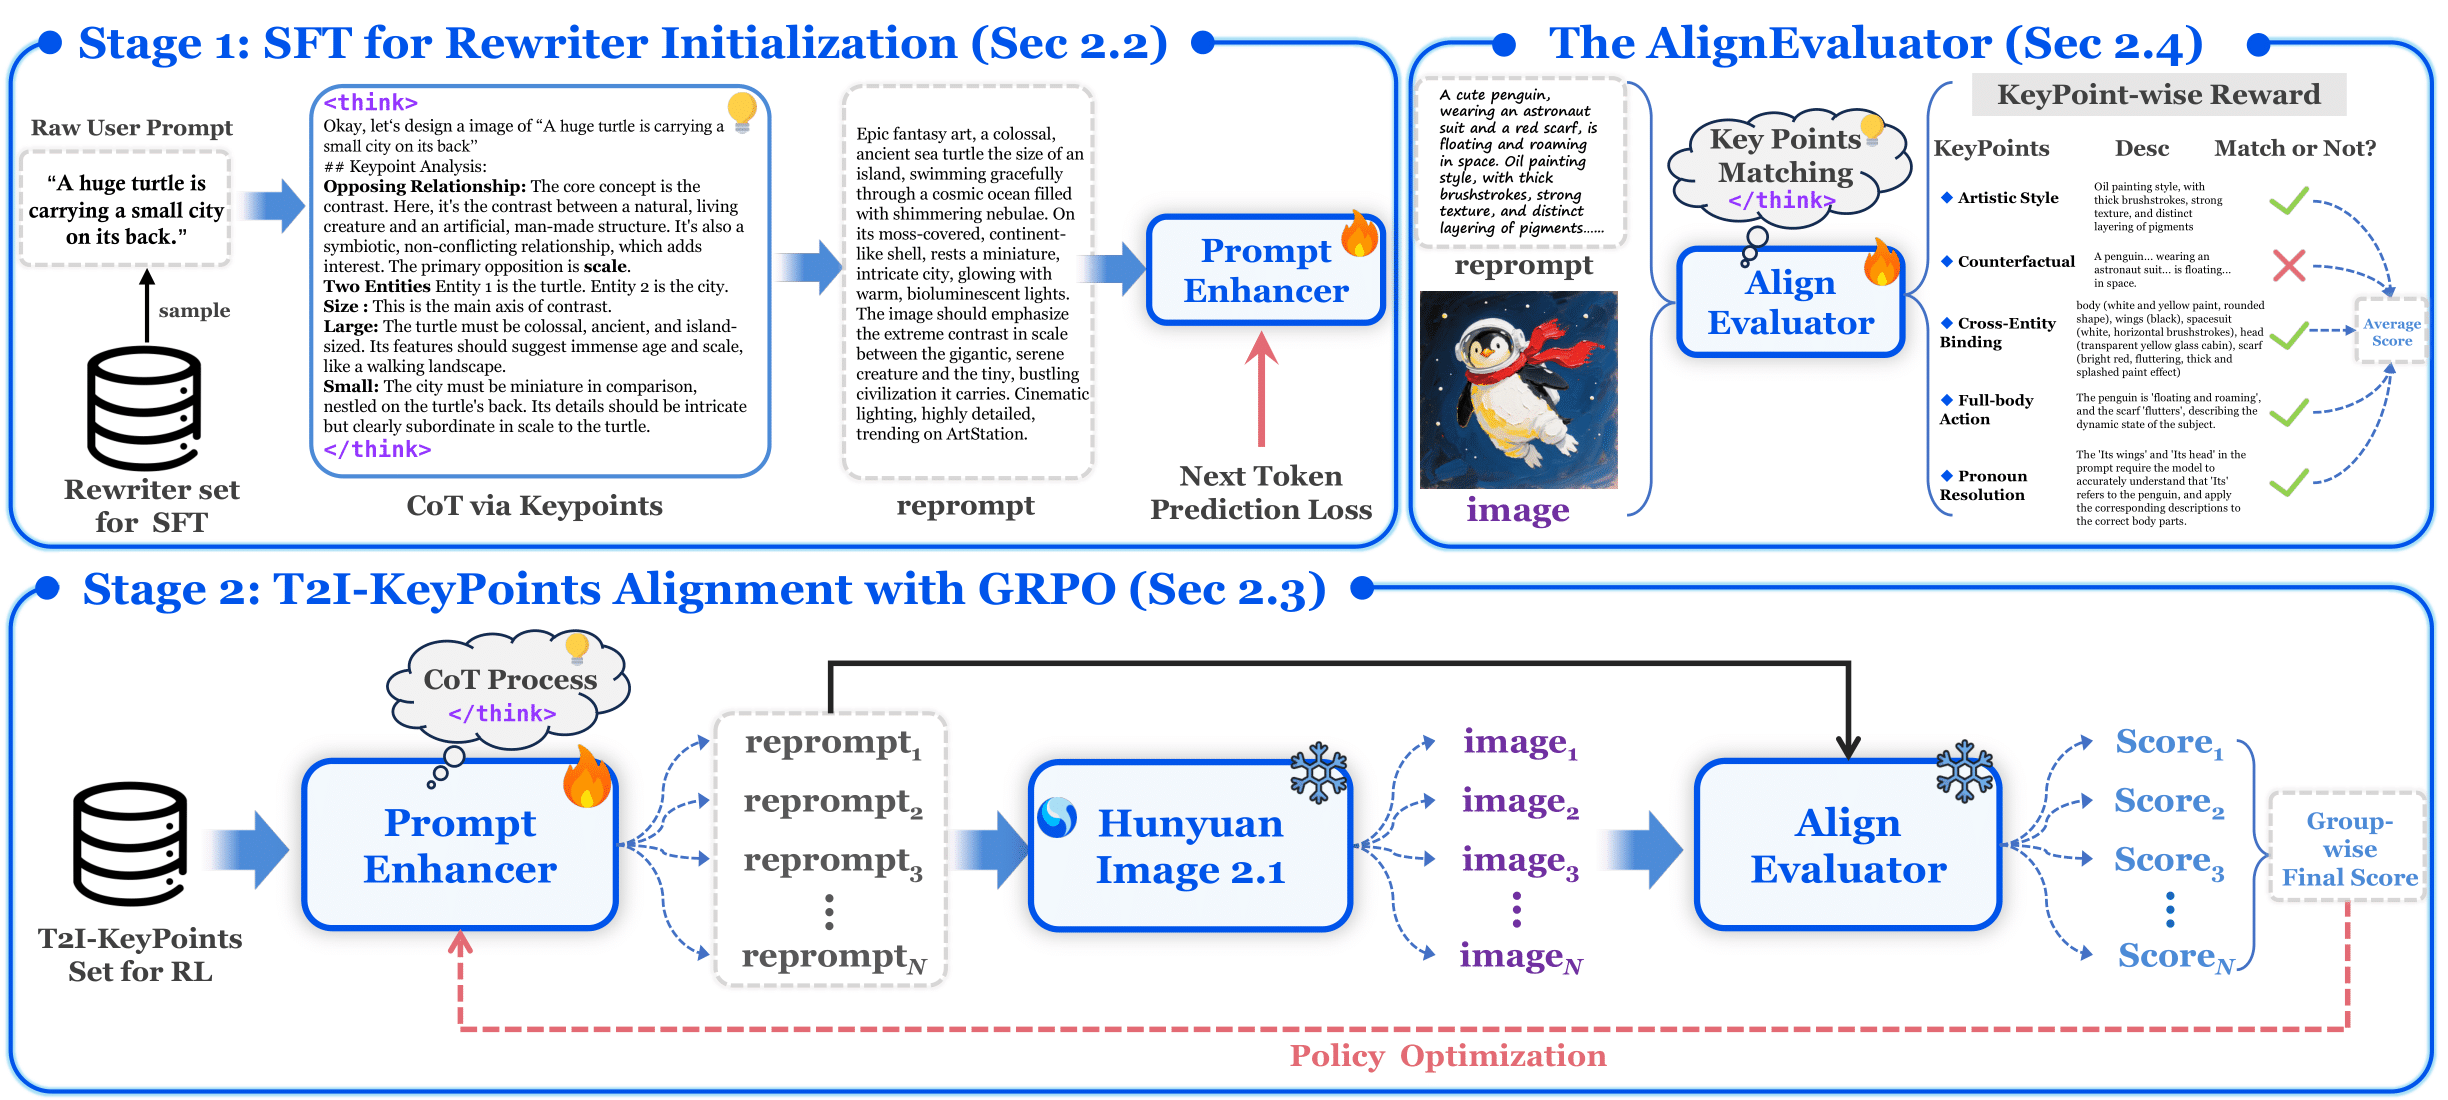 Stage 1: SFT for Rewriter Initialization (Sec 2.2)
Raw User Prompt
“A huge turtle is
carrying a small city
on its back.”
sample
Rewriter set
for SFT
<think>
Okay, let‘s design a image of “A huge turtle is carrying a
small city on its back”
## Keypoint Analysis:
Opposing Relationship: The core concept is the
contrast. Here, it's the contrast between a natural, living
creature and an artificial, man-made structure. It's also a
symbiotic, non-conflicting relationship, which adds
interest. The primary opposition is scale.
Two Entities Entity 1 is the turtle. Entity 2 is the city.
Size : This is the main axis of contrast.
Large: The turtle must be colossal, ancient, and island-
sized. Its features should suggest immense age and scale,
like a walking landscape.
Small: The city must be miniature in comparison,
nestled on the turtle's back. Its details should be intricate
but clearly subordinate in scale to the turtle.
</think>
CoT via Keypoints
Epic fantasy art, a colossal,
ancient sea turtle the size of an
island, swimming gracefully
through a cosmic ocean filled
with shimmering nebulae. On
its moss-covered, continent-
like shell, rests a miniature,
intricate city, glowing with
warm, bioluminescent lights.
The image should emphasize
the extreme contrast in scale
between the gigantic, serene
creature and the tiny, bustling
civilization it carries. Cinematic
lighting, highly detailed,
trending on ArtStation.
reprompt
Prompt
Enhancer
Next Token
Prediction Loss
The AlignEvaluator (Sec 2.4)
A cute penguin,
wearing an astronaut
suit and a red scarf, is
floating and roaming
in space. Oil painting
style, with thick
brushstrokes, strong
texture, and distinct
layering of pigments......
reprompt
image
Key Points
Matching
</think>
Align
Evaluator
KeyPoint-wise Reward
KeyPoints Desc Match or Not?
Artistic Style
Oil painting style, with
thick brushstrokes, strong
texture, and distinct
layering of pigments
Counterfactual
A penguin... wearing an
astronaut suit... is floating...
in space.
Cross-Entity
Binding
body (white and yellow paint, rounded
shape), wings (black), spacesuit
(white, horizontal brushstrokes), head
(transparent yellow glass cabin), scarf
(bright red, fluttering, thick and
splashed paint effect)
Full-body
Action
The penguin is 'floating and roaming',
and the scarf 'flutters', describing the
dynamic state of the subject.
Pronoun
Resolution
The 'Its wings' and 'Its head' in the
prompt require the model to
accurately understand that 'Its'
refers to the penguin, and apply
the corresponding descriptions to
the correct body parts.
Average
Score
Stage 2: T2I-KeyPoints Alignment with GRPO (Sec 2.3)
T2I-KeyPoints
Set for RL
CoT Process
</think>
Prompt
Enhancer
reprompt1
reprompt2
reprompt3
repromptN
Hunyuan
Image 2.1
image1
image2
image3
imageN
Align
Evaluator
Score1
Score2
Score3
ScoreN
Group-
wise
Final Score
Policy Optimization